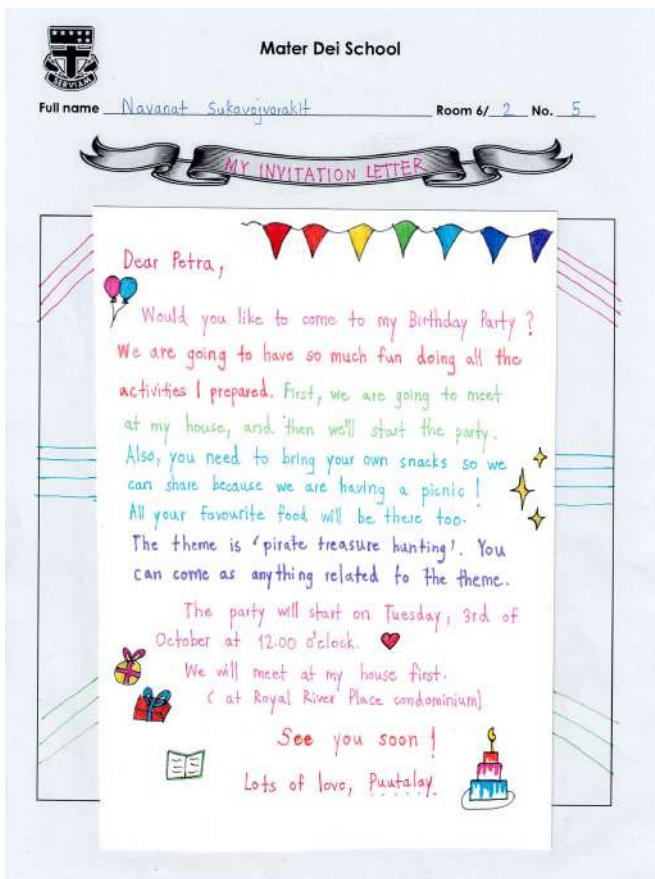 SERVIAM
Mater Dei School
Full name Navanat Sukavojvorakit Room 6/ 2 No. 5
MY INVITATION LETTER
Dear Petra,
Would you like to come to my Birthday Party ?
We are going to have so much fun doing all the
activities I prepared. First, we are going to meet
at my house, and then we'll start the party.
Also, you need to bring your own snacks so we
can share because we are having a picnic !
All your favourite food will be there too.
The theme is 'pirate treasure hunting'. You
can come as anything related to the theme.
The party will start on Tuesday, 3rd of
October at 12.00 o'clock.
We will meet at my house first.
( at Royal River Place condominium)
See you soon !
Lots of love, Puutalay